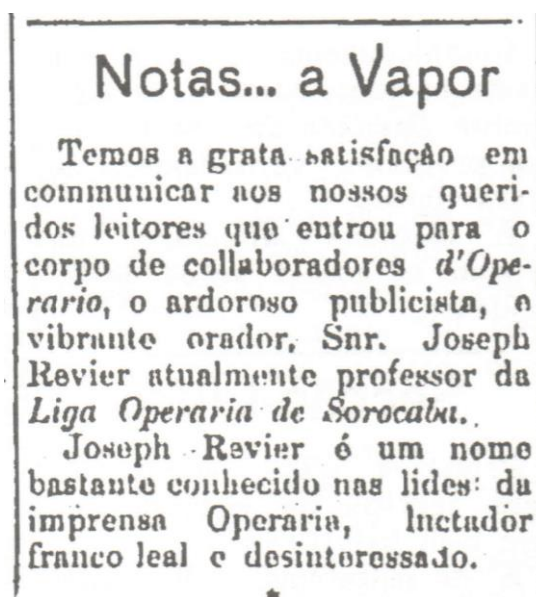 Notas... a Vapor
Temos a grata satisfação em
communicar aos nossos queri-
dos leitores que entrou para o
corpo de collaboradores d'Ope-
rario, o ardoroso publicista, e
vibrante orador, Snr. Joseph
Revier atualmente professor da
Liga Operaria de Sorocaba.
Joseph Revier é um nome
bastante conhecido nas lides da
imprensa Operaria, luctador
franco leal e desinteressado.